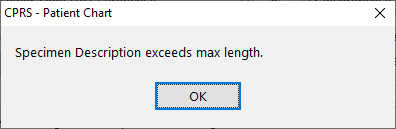 CPRS - Patient Chart
Specimen Description exceeds max length.
OK